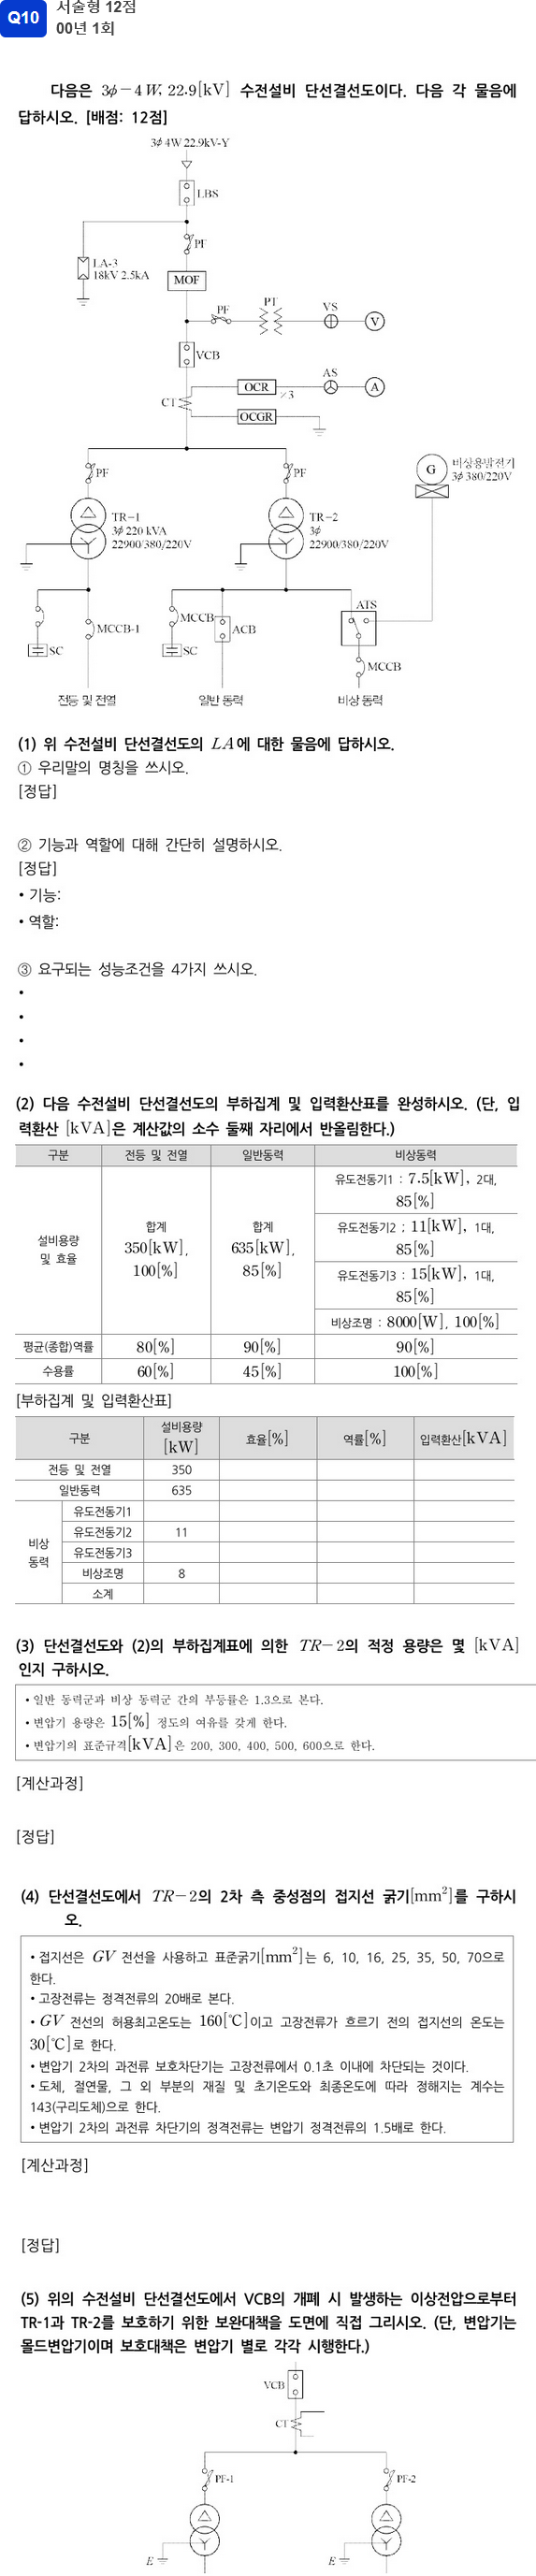 Q10
서술형 12점
00년 1회
다음은 3φ−4W, 22.9[kV] 수전설비 단선결선도이다. 다음 각 물음에
답하시오. [배점: 12점]
3φ 4W 22.9kV-Y
LBS
PF
LA-3
18kV 2.5kA
MOF
PF
PT
VS
V
VCB
AS
OCR
×3
A
CT
OCGR
PF
PF
G
비상용발전기
3φ 380/220V
TR-1
3φ 220 kVA
22900/380/220V
TR-2
3φ
22900/380/220V
ATS
MCCB-1
MCCB
ACB
SC
SC
MCCB
전등 및 전열
일반 동력
비상 동력
(1) 위 수전설비 단선결선도의 LA에 대한 물음에 답하시오.
① 우리말의 명칭을 쓰시오.
[정답]
② 기능과 역할에 대해 간단히 설명하시오.
[정답]
• 기능:
• 역할:
③ 요구되는 성능조건을 4가지 쓰시오.
•
•
•
•
(2) 다음 수전설비 단선결선도의 부하집계 및 입력환산표를 완성하시오. (단, 입
력환산 [kVA]은 계산값의 소수 둘째 자리에서 반올림한다.)
구분 전등 및 전열 일반동력 비상동력
설비용량
및 효율
합계
350[kW],
100[%]
합계
635[kW],
85[%]
유도전동기1 : 7.5[kW], 2대,
85[%]
유도전동기2 : 11[kW], 1대,
85[%]
유도전동기3 : 15[kW], 1대,
85[%]
비상조명 : 8000[W], 100[%]
평균(종합)역률 80[%] 90[%] 90[%]
수용률 60[%] 45[%] 100[%]
[부하집계 및 입력환산표]
구분 설비용량
[kW] 효율[%] 역률[%] 입력환산[kVA]
전등 및 전열 350
일반동력 635
비상
동력
유도전동기1
유도전동기2 11
유도전동기3
비상조명 8
소계
(3) 단선결선도와 (2)의 부하집계표에 의한 TR−2의 적정 용량은 몇 [kVA]
인지 구하시오.
• 일반 동력군과 비상 동력군 간의 부등률은 1.3으로 본다.
• 변압기 용량은 15[%] 정도의 여유를 갖게 한다.
• 변압기의 표준규격[kVA]은 200, 300, 400, 500, 600으로 한다.
[계산과정]
[정답]
(4) 단선결선도에서 TR−2의 2차 측 중성점의 접지선 굵기[mm²]를 구하시
오.
• 접지선은 GV 전선을 사용하고 표준굵기[mm²]는 6, 10, 16, 25, 35, 50, 70으로
한다.
• 고장전류는 정격전류의 20배로 본다.
• GV 전선의 허용최고온도는 160[℃]이고 고장전류가 흐르기 전의 접지선의 온도는
30[℃]로 한다.
• 변압기 2차의 과전류 보호차단기는 고장전류에서 0.1초 이내에 차단되는 것이다.
• 도체, 절연물, 그 외 부분의 재질 및 초기온도와 최종온도에 따라 정해지는 계수는
143(구리도체)으로 한다.
• 변압기 2차의 과전류 차단기의 정격전류는 변압기 정격전류의 1.5배로 한다.
[계산과정]
[정답]
(5) 위의 수전설비 단선결선도에서 VCB의 개폐 시 발생하는 이상전압으로부터
TR-1과 TR-2를 보호하기 위한 보완대책을 도면에 직접 그리시오. (단, 변압기는
몰드변압기이며 보호대책은 변압기 별로 각각 시행한다.)
VCB
CT
PF-1
PF-2
E
E